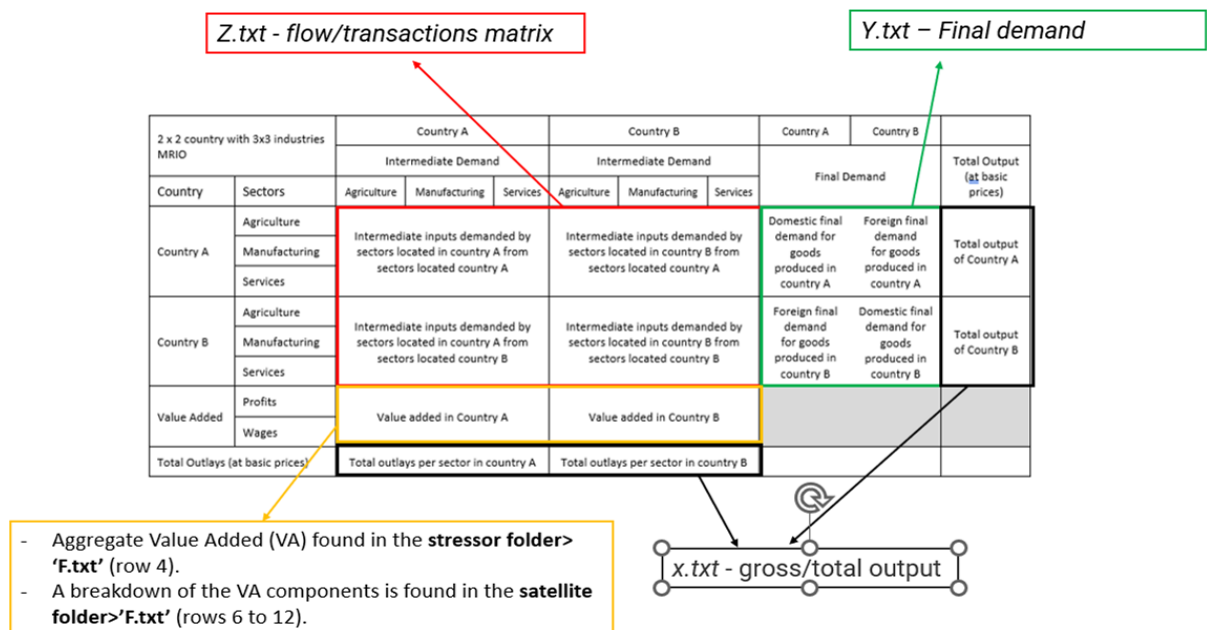 Z.txt - flow/transactions matrix
Y.txt – Final demand
2 x 2 country with 3x3 industries
MRIO
Country A
Country B
Country A
Country B
Intermediate Demand
Intermediate Demand
Final Demand
Total Output
(at basic
prices)
Country
Sectors
Agriculture
Manufacturing
Services
Agriculture
Manufacturing
Services
Country A
Agriculture
Manufacturing
Services
Intermediate inputs demanded by
sectors located in country A from
sectors located country A
Intermediate inputs demanded by
sectors located in country B from
sectors located country A
Domestic final
demand for
goods
produced in
country A
Foreign final
demand
for goods
produced in
country A
Total output
of Country A
Country B
Agriculture
Manufacturing
Services
Intermediate inputs demanded by
sectors located in country A from
sectors located country B
Intermediate inputs demanded by
sectors located in country B from
sectors located country B
Foreign final
demand
for goods
produced in
country B
Domestic final
demand for
goods
produced in
country B
Total output
of Country B
Value Added
Profits
Wages
Value added in Country A
Value added in Country B
Total Outlays (at basic prices)
Total outlays per sector in country A
Total outlays per sector in country B
- Aggregate Value Added (VA) found in the stressor folder>
‘F.txt’ (row 4).
- A breakdown of the VA components is found in the satellite
folder>’F.txt’ (rows 6 to 12).
x.txt - gross/total output